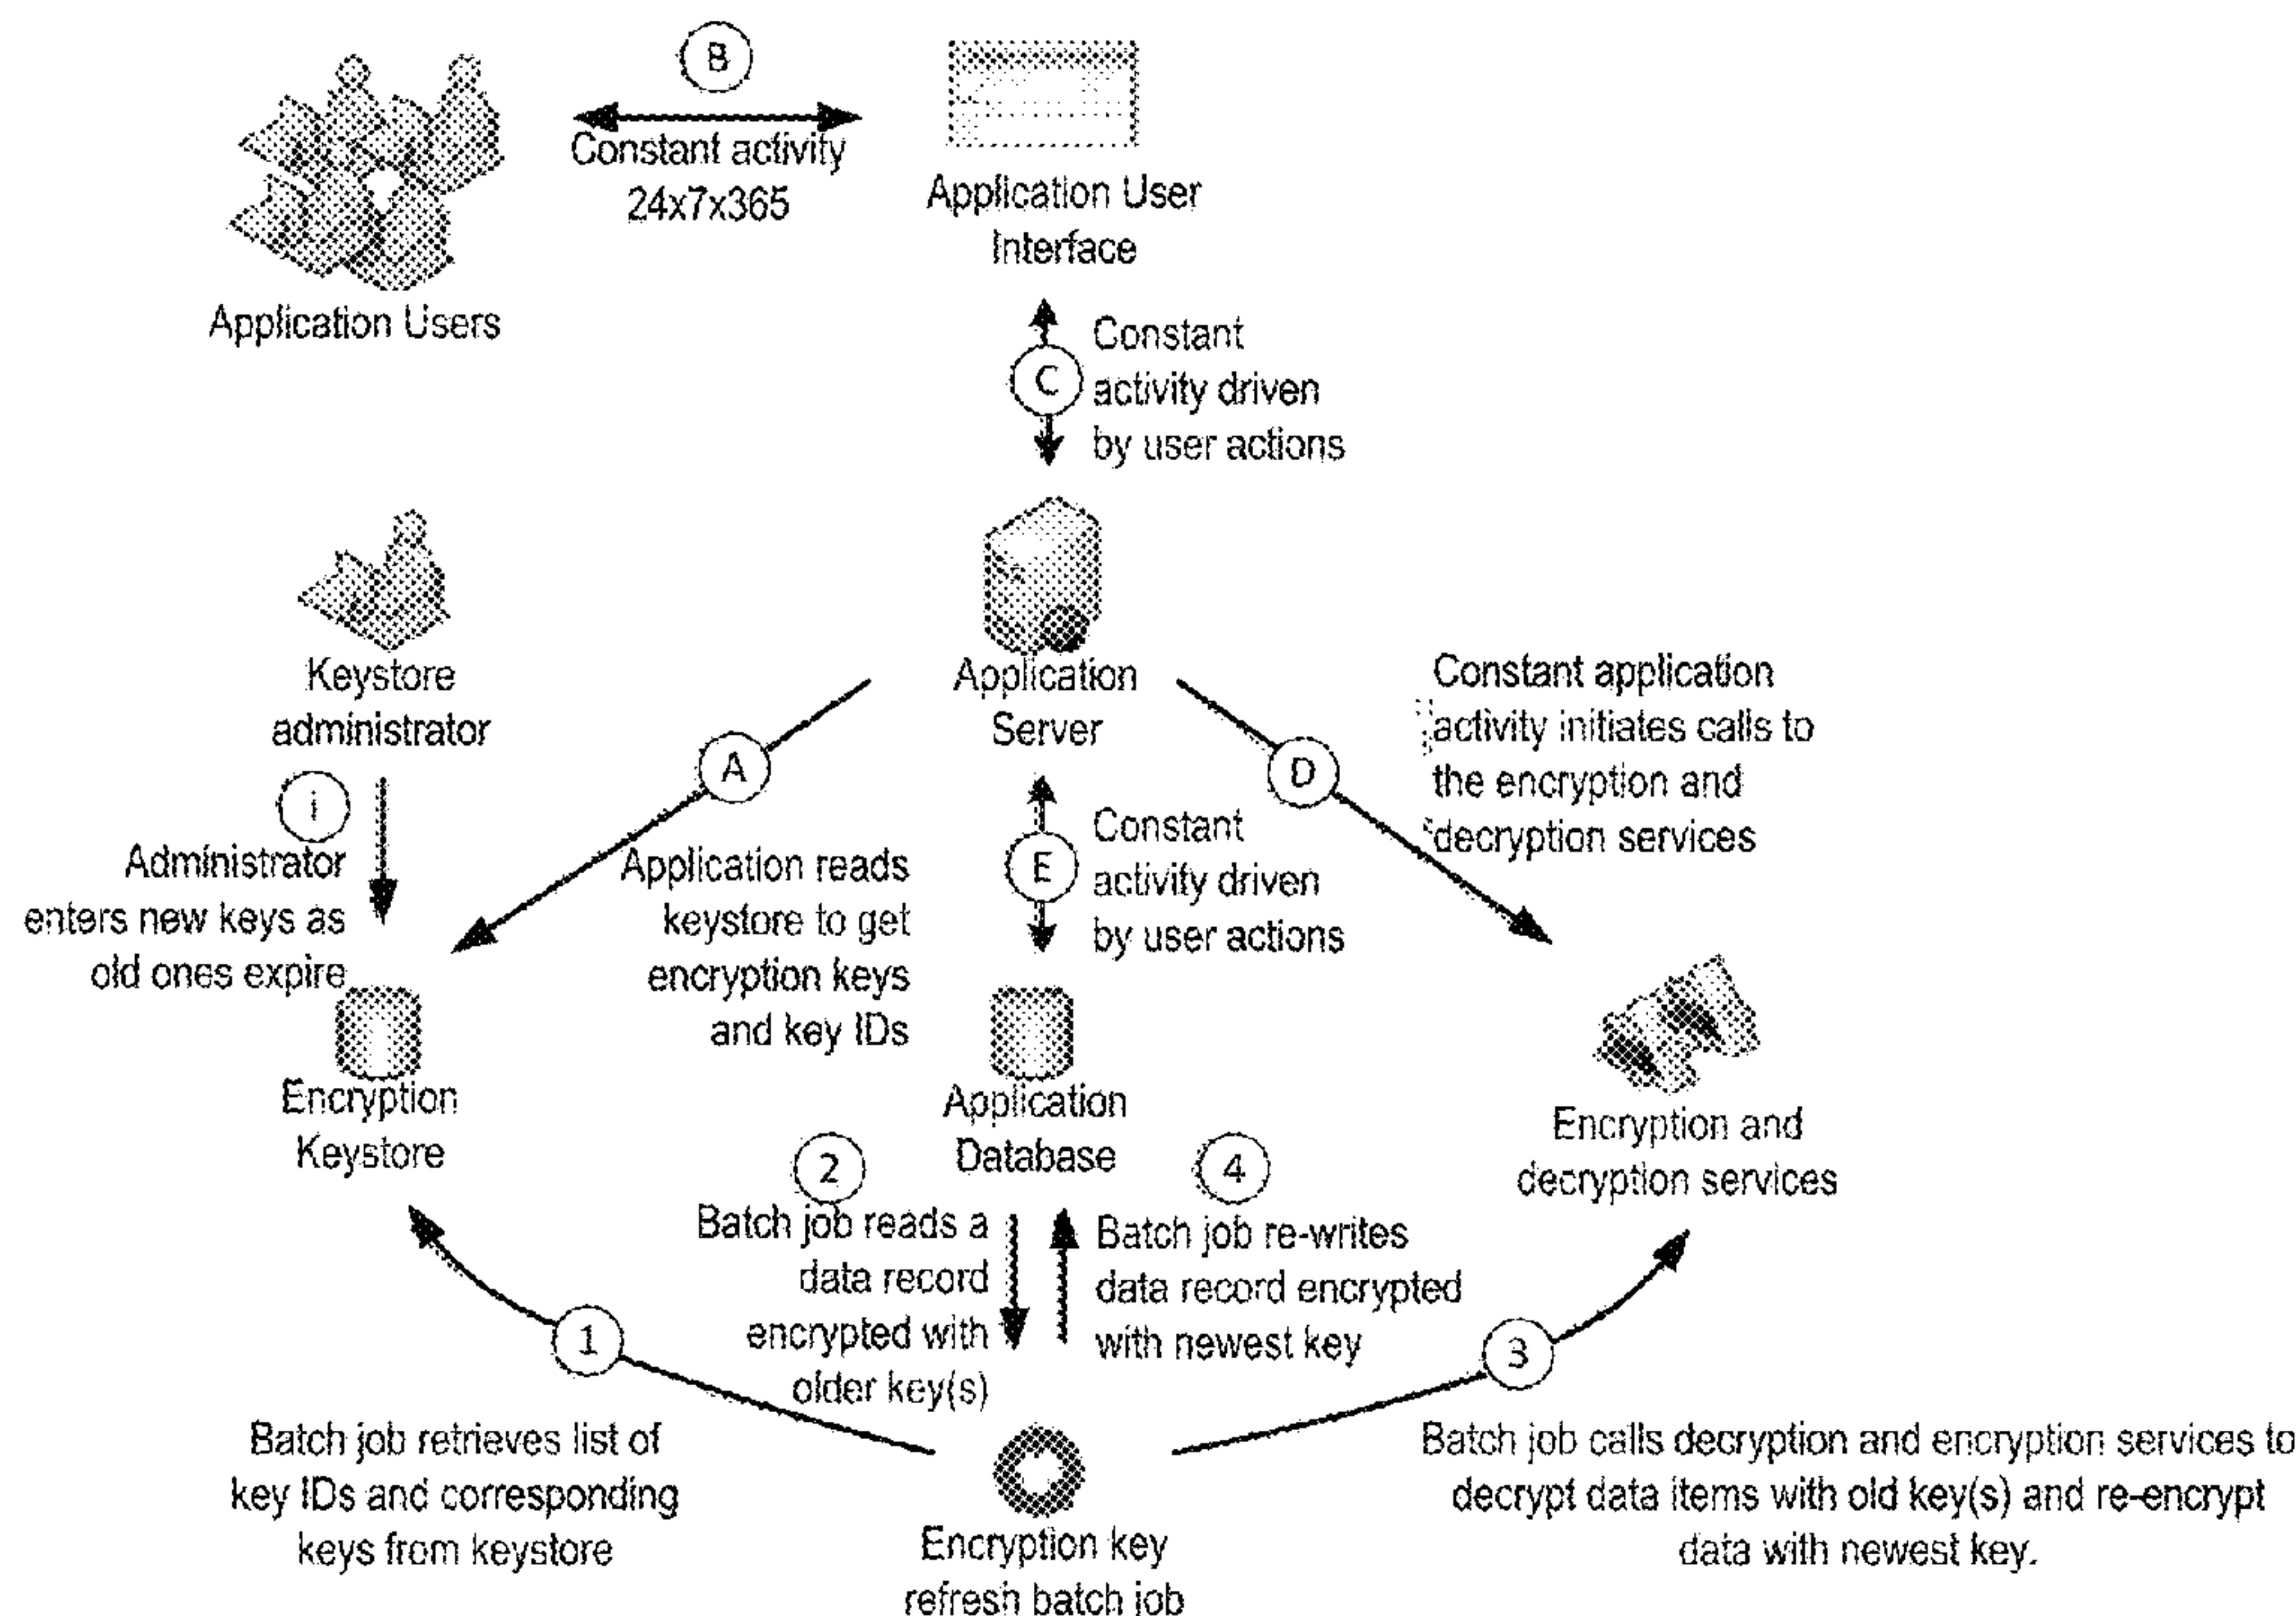 B
Constant activity
24x7x365
Application User
Interface
Application Users
C
Constant
activity driven
by user actions
Keystore
administrator
Application
Server
i
Administrator
enters new keys as
old ones expire
A
Application reads
keystore to get
encryption keys
and key IDs
E
Constant
activity driven
by user actions
D
Constant application
activity initiates calls to
the encryption and
decryption services
Encryption
Keystore
Application
Database
Encryption and
decryption services
2
Batch job reads a
data record
encrypted with
older key(s)
4
Batch job re-writes
data record encrypted
with newest key
1
Batch job retrieves list of
key IDs and corresponding
keys from keystore
3
Batch job calls decryption and encryption services to
decrypt data items with old key(s) and re-encrypt
data with newest key.
Encryption key
refresh batch job